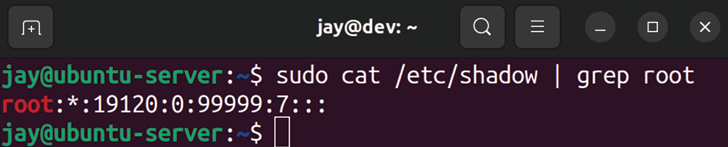 jay@dev: ~
jay@ubuntu-server:~$ sudo cat /etc/shadow | grep root
root:*:19120:0:99999:7:::
jay@ubuntu-server:~$